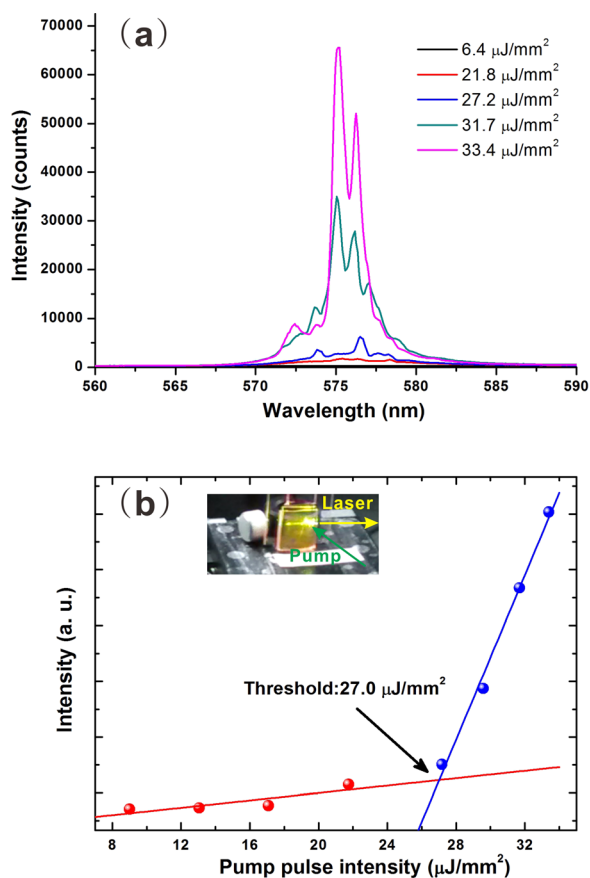 (a)
70000
60000
50000
40000
30000
20000
10000
0
Intensity (counts)
6.4 μJ/mm²
21.8 μJ/mm²
27.2 μJ/mm²
31.7 μJ/mm²
33.4 μJ/mm²
560 565 570 575 580 585 590
Wavelength (nm)
(b)
Laser
Pump
Intensity (a. u.)
Threshold:27.0 μJ/mm²
8 12 16 20 24 28 32
Pump pulse intensity (μJ/mm²)